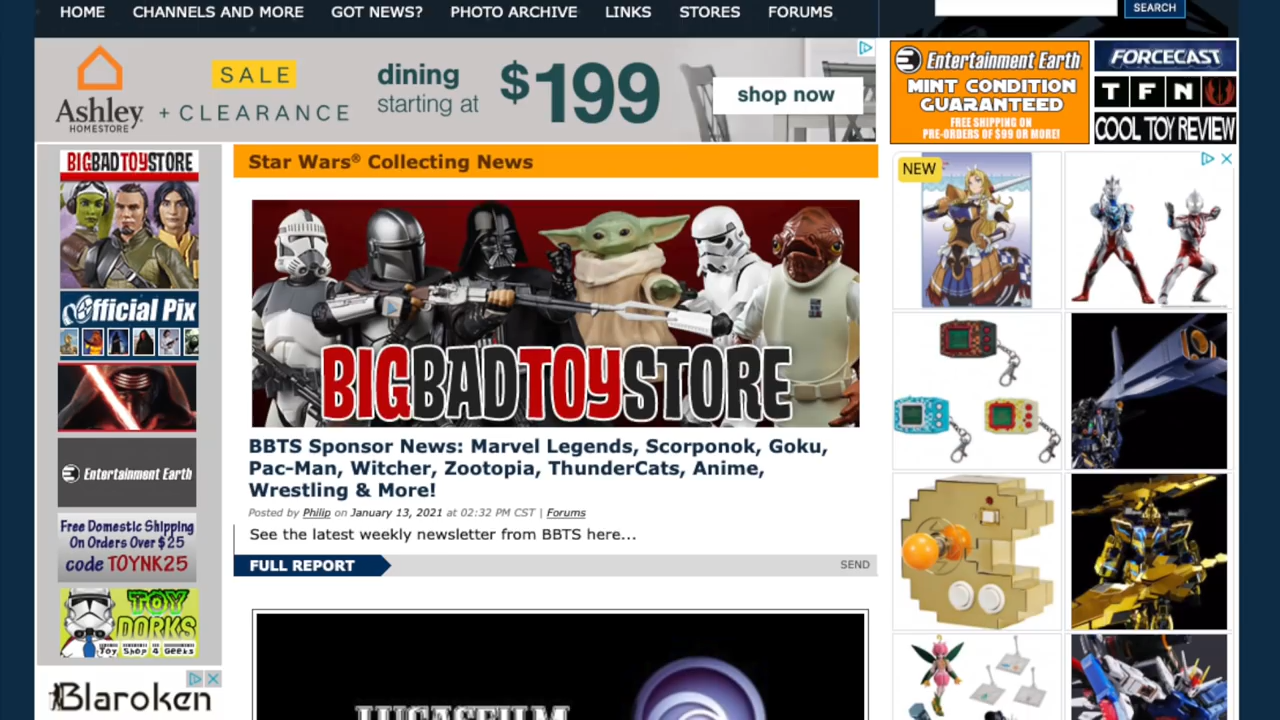 HOME
CHANNELS AND MORE
GOT NEWS?
PHOTO ARCHIVE
LINKS
STORES
FORUMS
SEARCH
Ashley
HOMESTORE
SALE
+ CLEARANCE
dining
starting at
$199
shop now
Entertainment Earth
MINT CONDITION
GUARANTEED
FREE SHIPPING ON
PRE-ORDERS OF $99 OR MORE!
FORCECAST
TFN
COOL TOY REVIEW
BIGBADTOYSTORE
Official Pix
Entertainment Earth
Free Domestic Shipping
On Orders Over $25
code TOYNK25
TOY
DORKS
Toy Shop 4 Geeks
Blaroken
Star Wars® Collecting News
BIGBADTOYSTORE
BBTS Sponsor News: Marvel Legends, Scorponok, Goku,
Pac-Man, Witcher, Zootopia, ThunderCats, Anime,
Wrestling & More!
Posted by Philip on January 13, 2021 at 02:32 PM CST | Forums
See the latest weekly newsletter from BBTS here...
FULL REPORT
SEND
LUCASFILM
NEW